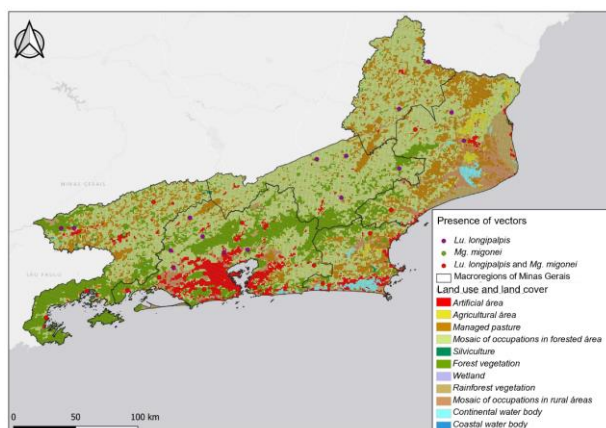 MINAS GERAIS
SÃO PAULO
Presence of vectors
Lu. longipalpis
Mg. migonei
Lu. longipalpis and Mg. migonei
Macroregions of Minas Gerais
Land use and land cover
Artificial área
Agricultural área
Managed pasture
Mosaic of occupations in forested área
Silviculture
Forest vegetation
Wetland
Rainforest vegetation
Mosaic of occupations in rural áreas
Continental water body
Coastal water body
0 50 100 km